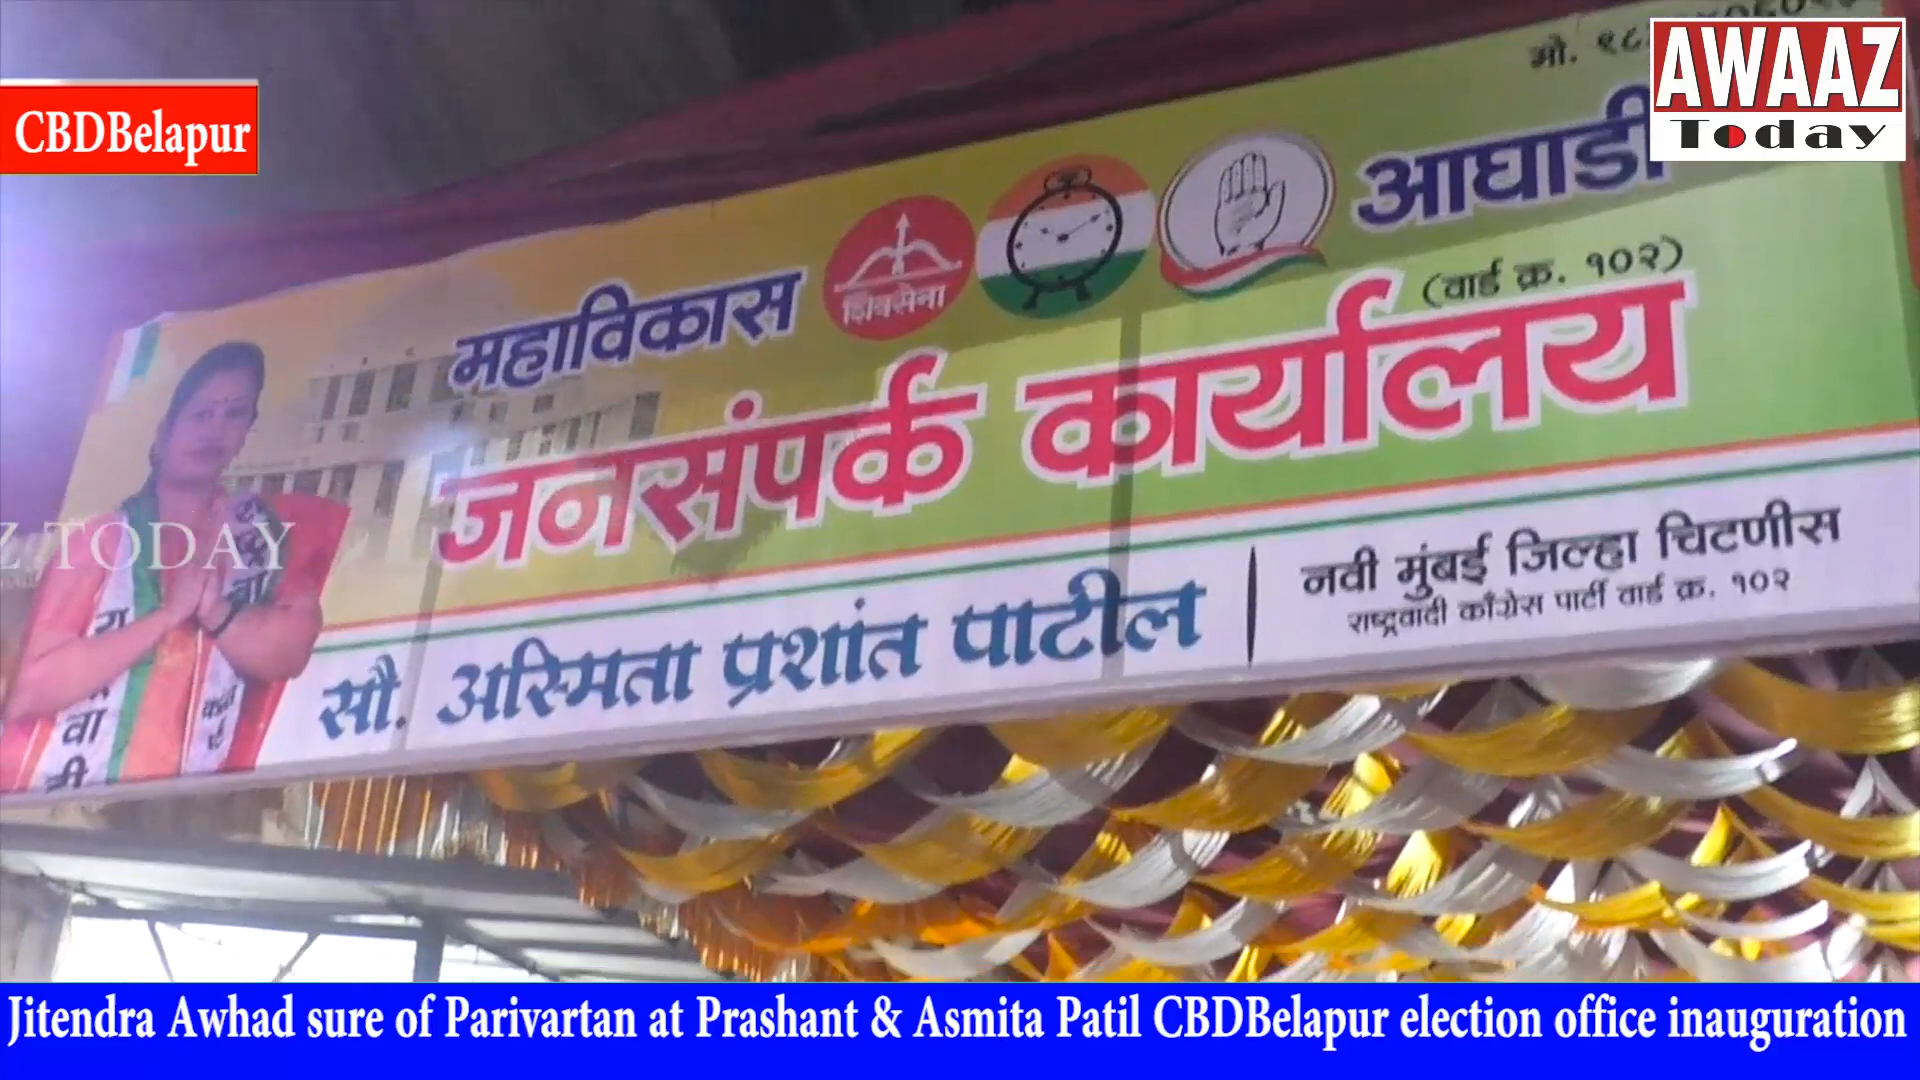 CBDBelapur
AWAAZ
Today
मो.
महाविकास शिवसेना आघाडी
(वार्ड क्र. १०२)
जनसंपर्क कार्यालय
Z TODAY
सौ. अस्मिता प्रशांत पाटील
नवी मुंबई जिल्हा चिटणीस
राष्ट्रवादी काँग्रेस पार्टी वार्ड क्र. १०२
Jitendra Awhad sure of Parivartan at Prashant & Asmita Patil CBDBelapur election office inauguration